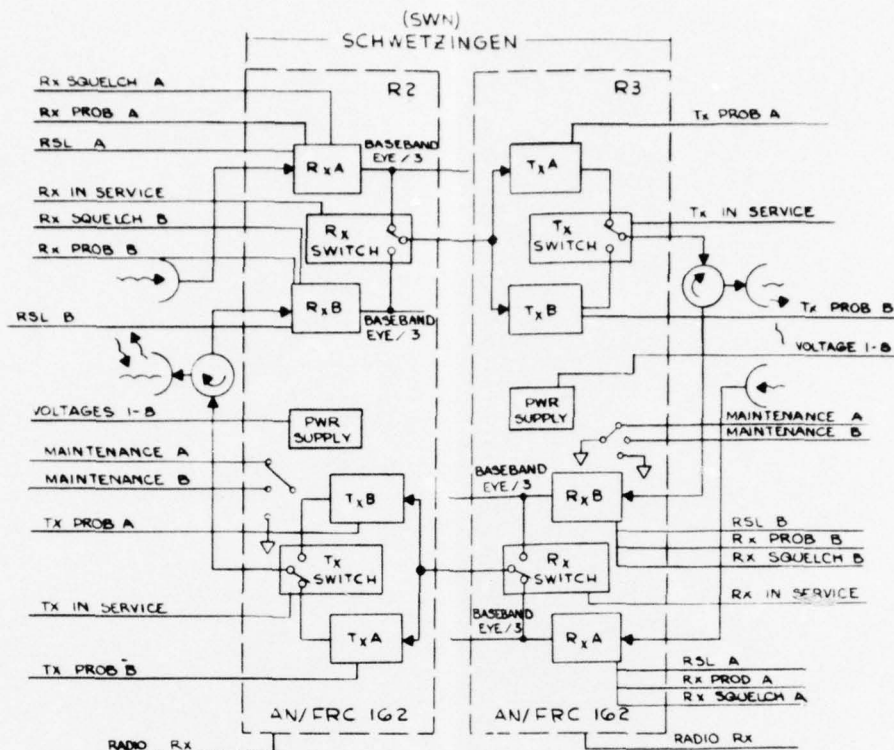 (SWN)
SCHWETZINGEN
R2
R3
Rx SQUELCH A
Rx PROB A
RSL A
Rx IN SERVICE
Rx SQUELCH B
Rx PROB B
RSL B
VOLTAGES 1-8
MAINTENANCE A
MAINTENANCE B
TX PROB A
TX IN SERVICE
TX PROB B
RADIO RX
RxA
BASEBAND
EYE/3
Rx
SWITCH
RxB
BASEBAND
EYE/3
PWR
SUPPLY
TxB
Tx
SWITCH
TxA
AN/FRC 162
TxA
Tx
SWITCH
TxB
PWR
SUPPLY
BASEBAND
EYE/3
RxB
Rx
SWITCH
BASEBAND
EYE/3
RxA
AN/FRC 162
Tx PROB A
Tx IN SERVICE
Tx PROB B
VOLTAGE 1-8
MAINTENANCE A
MAINTENANCE B
RSL B
Rx PROB B
Rx SQUELCH B
Rx IN SERVICE
RSL A
Rx PROD A
Rx SQUELCH A
RADIO RX